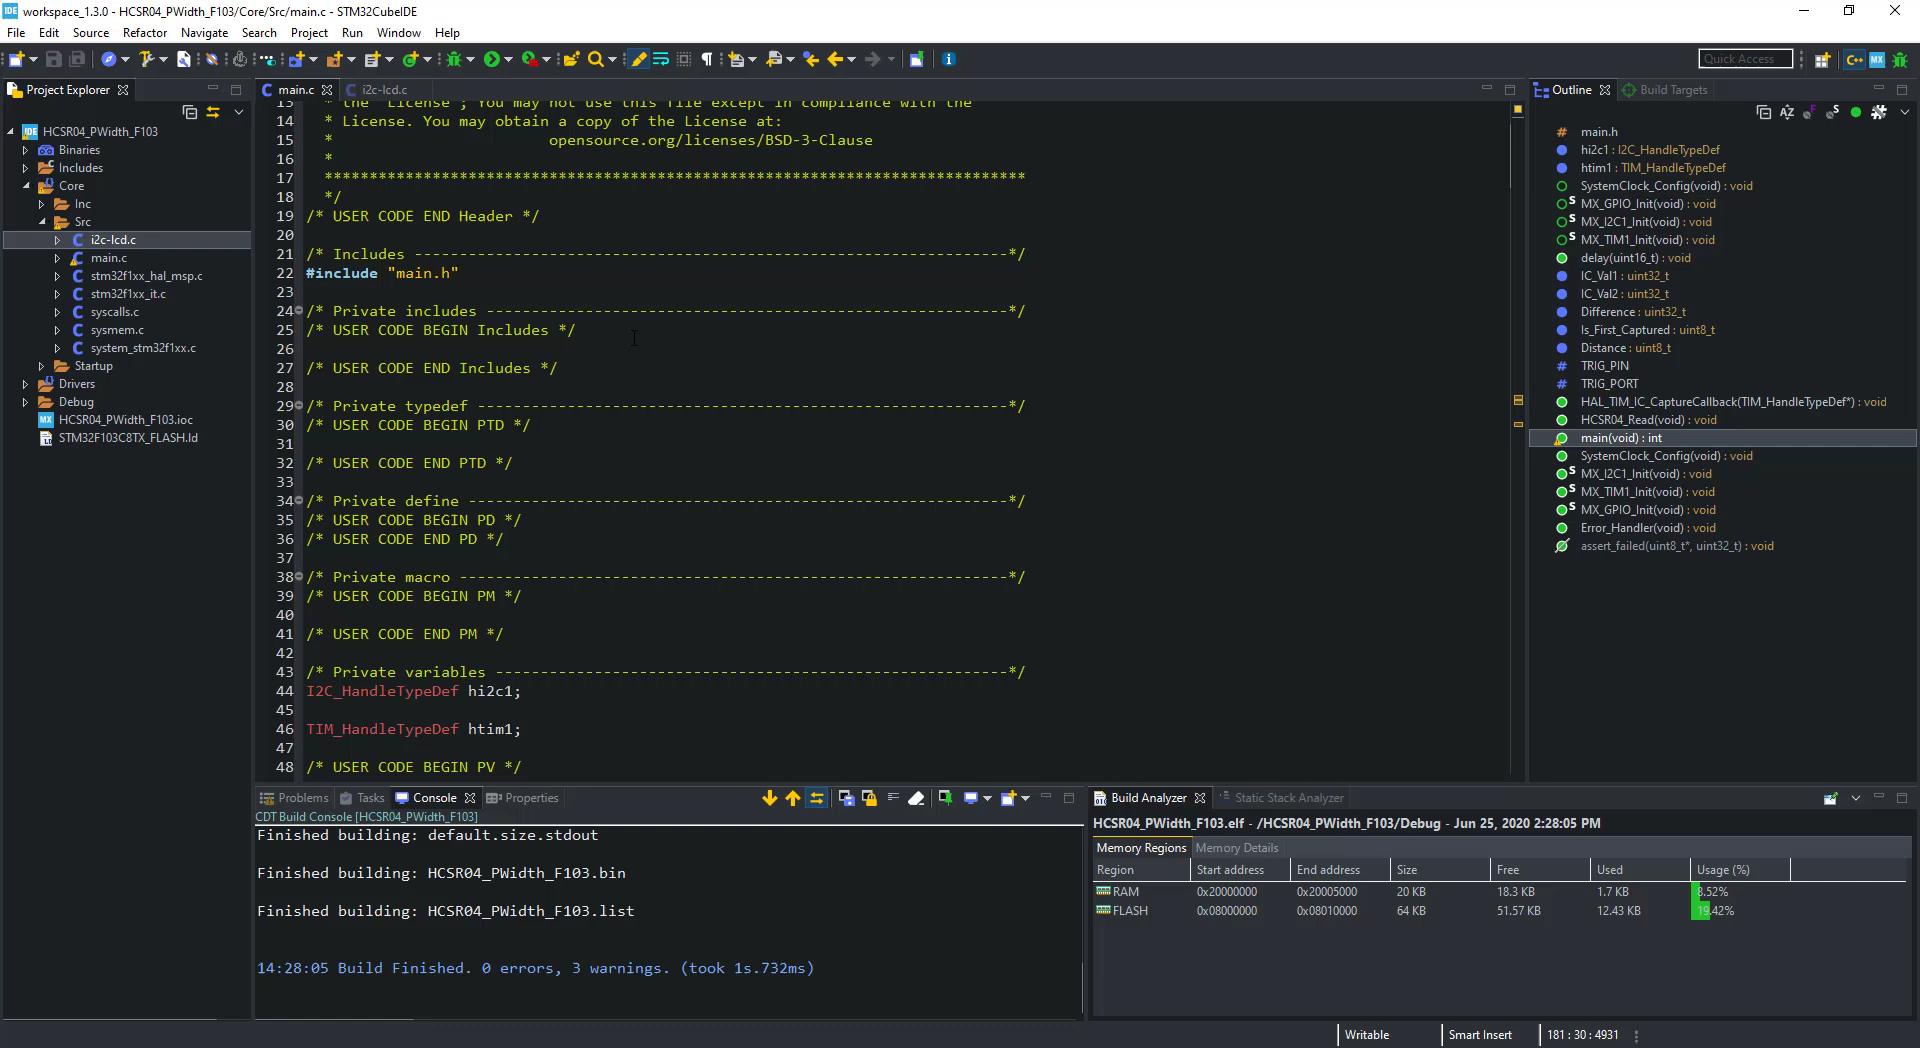 workspace_1.3.0 - HCSR04_PWidth_F103/Core/Src/main.c - STM32CubeIDE
File Edit Source Refactor Navigate Search Project Run Window Help
Quick Access
Project Explorer
HCSR04_PWidth_F103
Binaries
Includes
Core
Inc
Src
i2c-lcd.c
main.c
stm32f1xx_hal_msp.c
stm32f1xx_it.c
syscalls.c
sysmem.c
system_stm32f1xx.c
Startup
Drivers
Debug
HCSR04_PWidth_F103.ioc
STM32F103C8TX_FLASH.ld
main.c i2c-lcd.c
13 * the "License"; You may not use this file except in compliance with the
14 * License. You may obtain a copy of the License at:
15 * opensource.org/licenses/BSD-3-Clause
16 *
17 ******************************************************************************
18 */
19 /* USER CODE END Header */
20
21 /* Includes ------------------------------------------------------------------*/
22 #include "main.h"
23
24 /* Private includes ----------------------------------------------------------*/
25 /* USER CODE BEGIN Includes */
26
27 /* USER CODE END Includes */
28
29 /* Private typedef -----------------------------------------------------------*/
30 /* USER CODE BEGIN PTD */
31
32 /* USER CODE END PTD */
33
34 /* Private define ------------------------------------------------------------*/
35 /* USER CODE BEGIN PD */
36 /* USER CODE END PD */
37
38 /* Private macro -------------------------------------------------------------*/
39 /* USER CODE BEGIN PM */
40
41 /* USER CODE END PM */
42
43 /* Private variables ---------------------------------------------------------*/
44 I2C_HandleTypeDef hi2c1;
45
46 TIM_HandleTypeDef htim1;
47
48 /* USER CODE BEGIN PV */
Outline Build Targets
main.h
hi2c1 : I2C_HandleTypeDef
htim1 : TIM_HandleTypeDef
SystemClock_Config(void) : void
MX_GPIO_Init(void) : void
MX_I2C1_Init(void) : void
MX_TIM1_Init(void) : void
delay(uint16_t) : void
IC_Val1 : uint32_t
IC_Val2 : uint32_t
Difference : uint32_t
Is_First_Captured : uint8_t
Distance : uint8_t
TRIG_PIN
TRIG_PORT
HAL_TIM_IC_CaptureCallback(TIM_HandleTypeDef*) : void
HCSR04_Read(void) : void
main(void) : int
SystemClock_Config(void) : void
MX_I2C1_Init(void) : void
MX_TIM1_Init(void) : void
MX_GPIO_Init(void) : void
Error_Handler(void) : void
assert_failed(uint8_t*, uint32_t) : void
Problems Tasks Console Properties
CDT Build Console [HCSR04_PWidth_F103]
Finished building: default.size.stdout
Finished building: HCSR04_PWidth_F103.bin
Finished building: HCSR04_PWidth_F103.list
14:28:05 Build Finished. 0 errors, 3 warnings. (took 1s.732ms)
Build Analyzer Static Stack Analyzer
HCSR04_PWidth_F103.elf - /HCSR04_PWidth_F103/Debug - Jun 25, 2020 2:28:05 PM
Memory Regions Memory Details
Region Start address End address Size Free Used Usage (%)
RAM 0x20000000 0x20005000 20 KB 18.3 KB 1.7 KB 8.52%
FLASH 0x08000000 0x08010000 64 KB 51.57 KB 12.43 KB 19.42%
Writable Smart Insert 181 : 30 : 4931